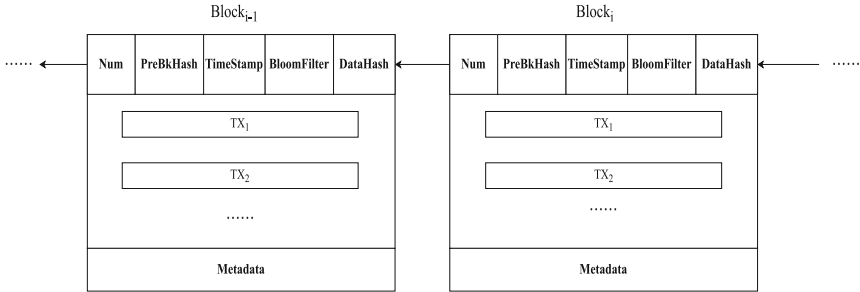 Block_{i-1} Block_i
...... Num PreBkHash TimeStamp BloomFilter DataHash Num PreBkHash TimeStamp BloomFilter DataHash ......
TX_1 TX_1
TX_2 TX_2
...... ......
Metadata Metadata